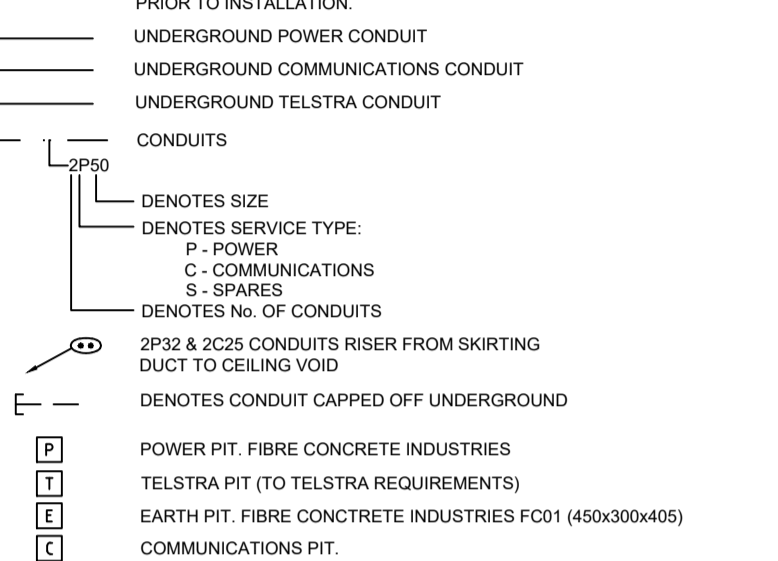 PRIOR TO INSTALLATION.
UNDERGROUND POWER CONDUIT
UNDERGROUND COMMUNICATIONS CONDUIT
UNDERGROUND TELSTRA CONDUIT
CONDUITS
2P50
DENOTES SIZE
DENOTES SERVICE TYPE:
P - POWER
C - COMMUNICATIONS
S - SPARES
DENOTES No. OF CONDUITS
2P32 & 2C25 CONDUITS RISER FROM SKIRTING
DUCT TO CEILING VOID
DENOTES CONDUIT CAPPED OFF UNDERGROUND
P POWER PIT. FIBRE CONCRETE INDUSTRIES
T TELSTRA PIT (TO TELSTRA REQUIREMENTS)
E EARTH PIT. FIBRE CONCTRETE INDUSTRIES FC01 (450x300x405)
C COMMUNICATIONS PIT.